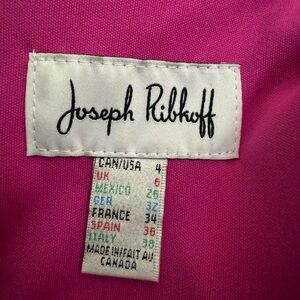 Joseph Ribkoff
CAN/USA 4
UK 6
MEXICO 26
GER 32
FRANCE 34
SPAIN 36
ITALY 38
MADE IN/FAIT AU
CANADA